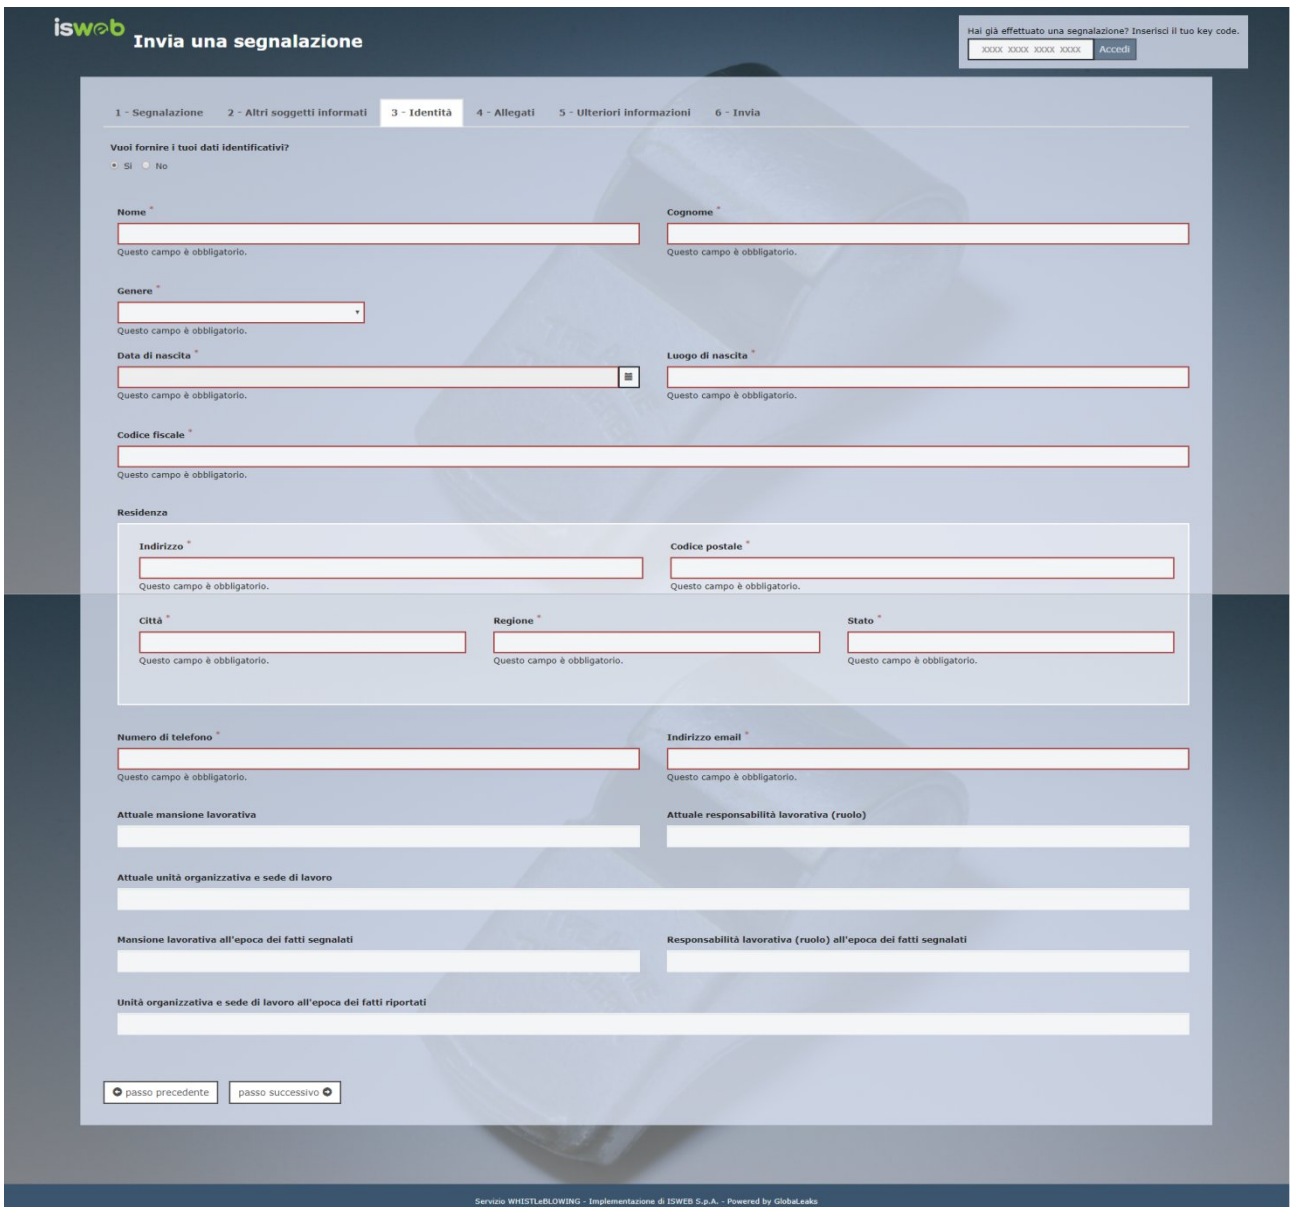 isweb Invia una segnalazione
Hai già effettuato una segnalazione? Inserisci il tuo key code.
xxxx xxxx xxxx xxxx Accedi
1 - Segnalazione 2 - Altri soggetti informati 3 - Identità 4 - Allegati 5 - Ulteriori informazioni 6 - Invia
Vuoi fornire i tuoi dati identificativi?
Sì No
Nome * Cognome *
Questo campo è obbligatorio. Questo campo è obbligatorio.
Genere *
Questo campo è obbligatorio.
Data di nascita * Luogo di nascita *
Questo campo è obbligatorio. Questo campo è obbligatorio.
Codice fiscale *
Questo campo è obbligatorio.
Residenza
Indirizzo * Codice postale *
Questo campo è obbligatorio. Questo campo è obbligatorio.
Città * Regione * Stato *
Questo campo è obbligatorio. Questo campo è obbligatorio. Questo campo è obbligatorio.
Numero di telefono * Indirizzo email *
Questo campo è obbligatorio. Questo campo è obbligatorio.
Attuale mansione lavorativa Attuale responsabilità lavorativa (ruolo)
Attuale unità organizzativa e sede di lavoro
Mansione lavorativa all'epoca dei fatti segnalati Responsabilità lavorativa (ruolo) all'epoca dei fatti segnalati
Unità organizzativa e sede di lavoro all'epoca dei fatti riportati
passo precedente passo successivo
Servizio WHISTLeBLOWING - Implementazione di ISWEB S.p.A. - Powered by GlobaLeaks